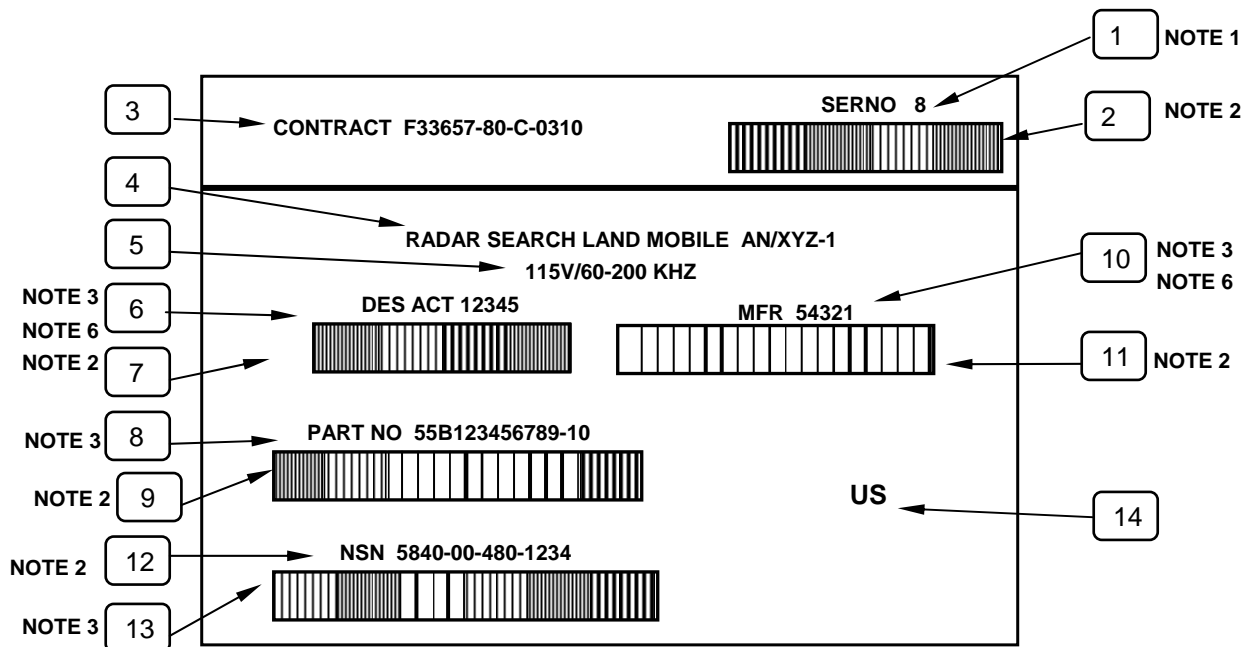 1 NOTE 1
SERNO 8
3
2 NOTE 2
CONTRACT F33657-80-C-0310
4
RADAR SEARCH LAND MOBILE AN/XYZ-1
5
115V/60-200 KHZ
10 NOTE 3
NOTE 6
NOTE 3
NOTE 6
6
DES ACT 12345
MFR 54321
NOTE 2
7
11 NOTE 2
NOTE 3 8
PART NO 55B123456789-10
NOTE 2 9
US
14
NOTE 2 12
NSN 5840-00-480-1234
NOTE 3 13